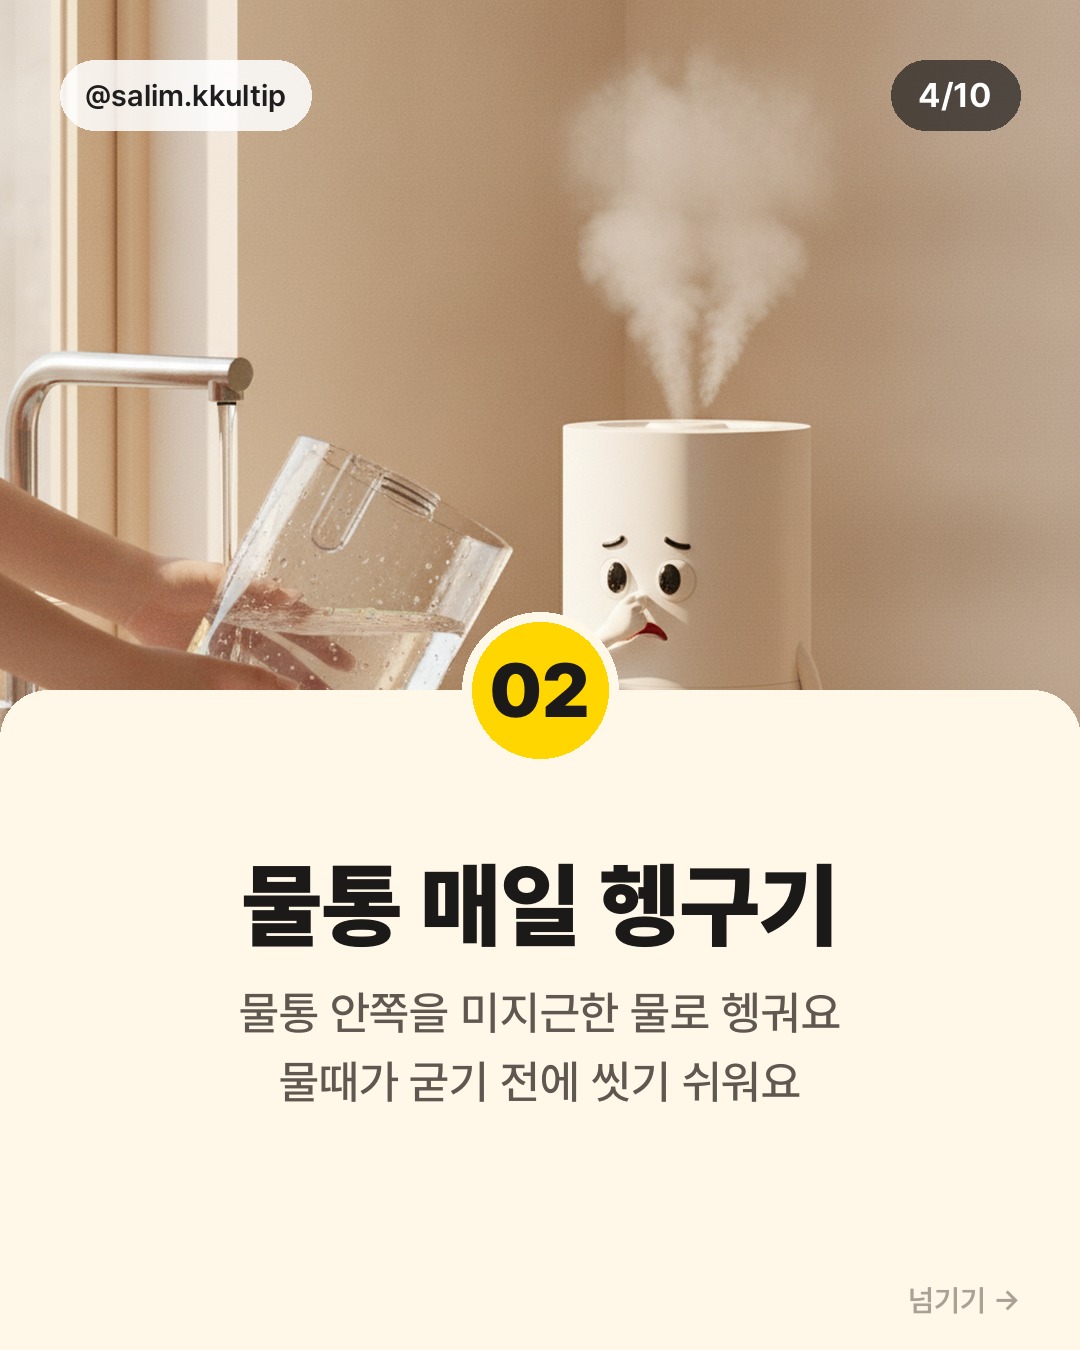 @salim.kkultip
4/10
02
물통 매일 헹구기
물통 안쪽을 미지근한 물로 헹궈요
물때가 굳기 전에 씻기 쉬워요
넘기기 →